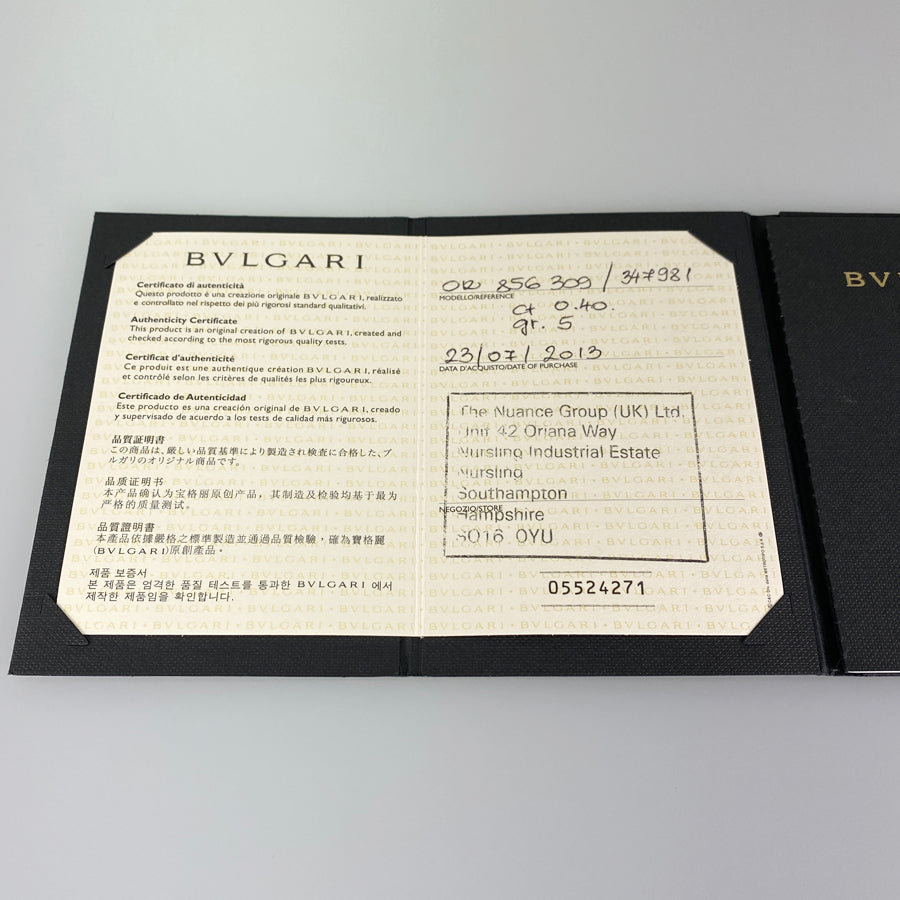 BVLGARI
Certificato di autenticità
Questo prodotto è una creazione originale BVLGARI, realizzato
e controllato nel rispetto dei più rigorosi standard qualitativi.
Authenticity Certificate
This product is an original creation of BVLGARI, created and
checked according to the most rigorous quality tests.
Certificat d'authenticité
Ce produit est une authentique création BVLGARI, réalisé
et contrôlé selon les critères de qualités les plus rigoureux.
Certificado de Autenticidad
Este producto es una creación original de BVLGARI, creado
y supervisado de acuerdo a los tests de calidad más rigurosos.
品質証明書
この商品は、厳しい品質基準により製造され検査に合格した、ブ
ルガリのオリジナル商品です。
品质证明书
本产品确认为宝格丽原创产品，其制造及检验均基于最为
严格的质量测试。
品質證明書
本產品依據嚴格之標準製造並通過品質檢驗，確為寶格麗
(BVLGARI)原創產品。
제품 보증서
본 제품은 엄격한 품질 테스트를 통과한 BVLGARI 에서
제작한 제품임을 확인합니다.
OR 856309 / 347981
MODELLO/REFERENCE
ct 0.40.
gr. 5
23/07/2013
DATA D'ACQUISTO/DATE OF PURCHASE
The Nuance Group (UK) Ltd.
Unit 42 Oriana Way
Nursling Industrial Estate
Nursling
Southampton
NEGOZIO/STORE
Hampshire
SO16 0YU
05524271
BV